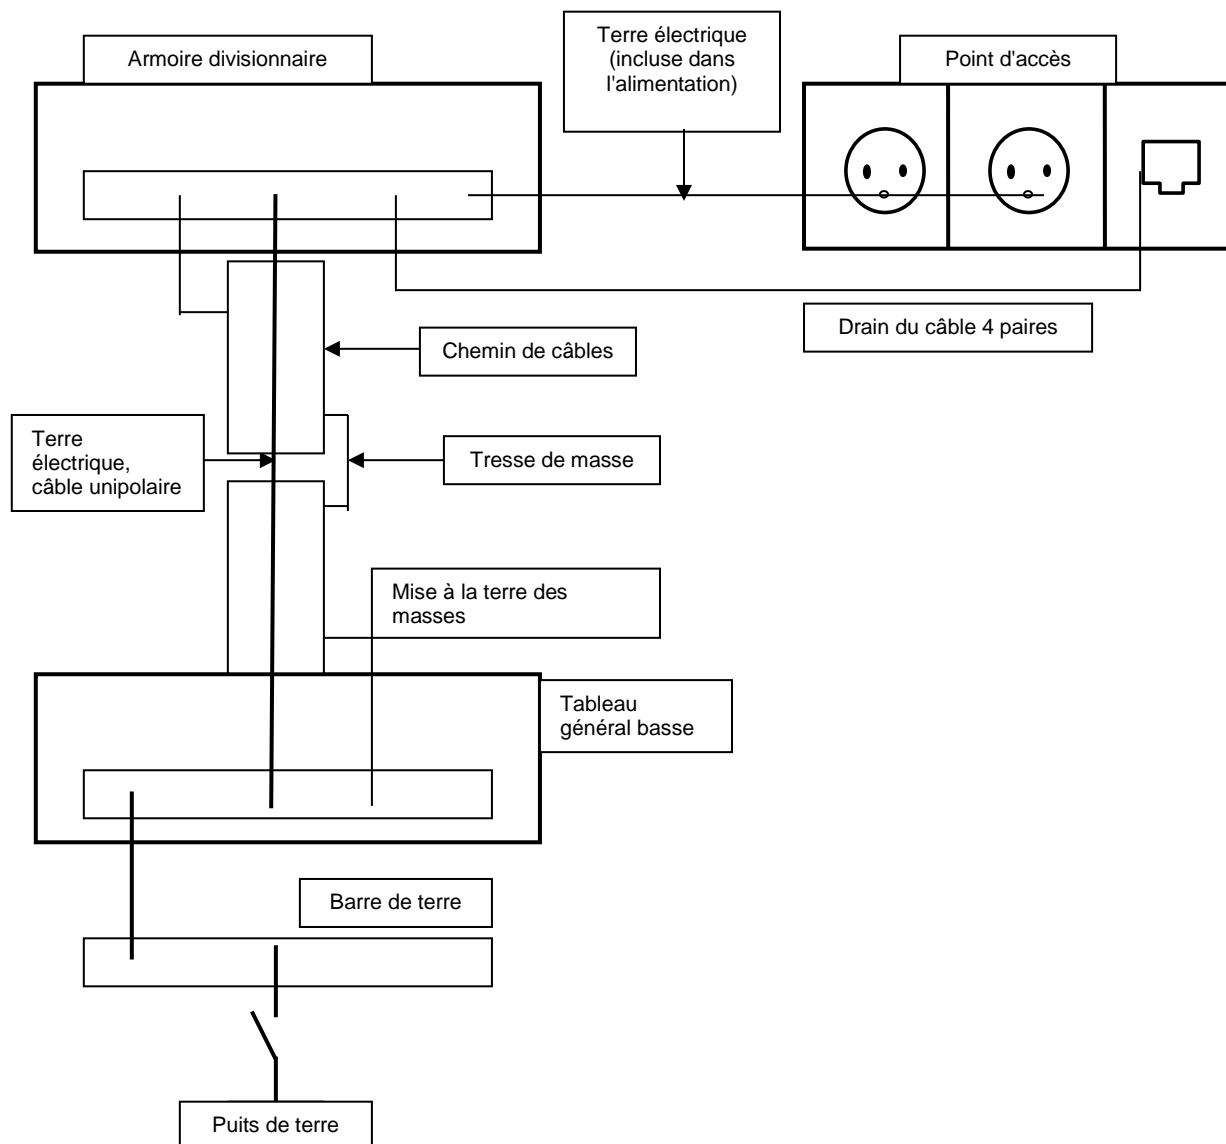 Armoire divisionnaire
Terre électrique
(incluse dans
l'alimentation)
Point d'accès
Drain du câble 4 paires
Chemin de câbles
Terre
électrique,
câble unipolaire
Tresse de masse
Mise à la terre des
masses
Tableau
général basse
Barre de terre
Puits de terre